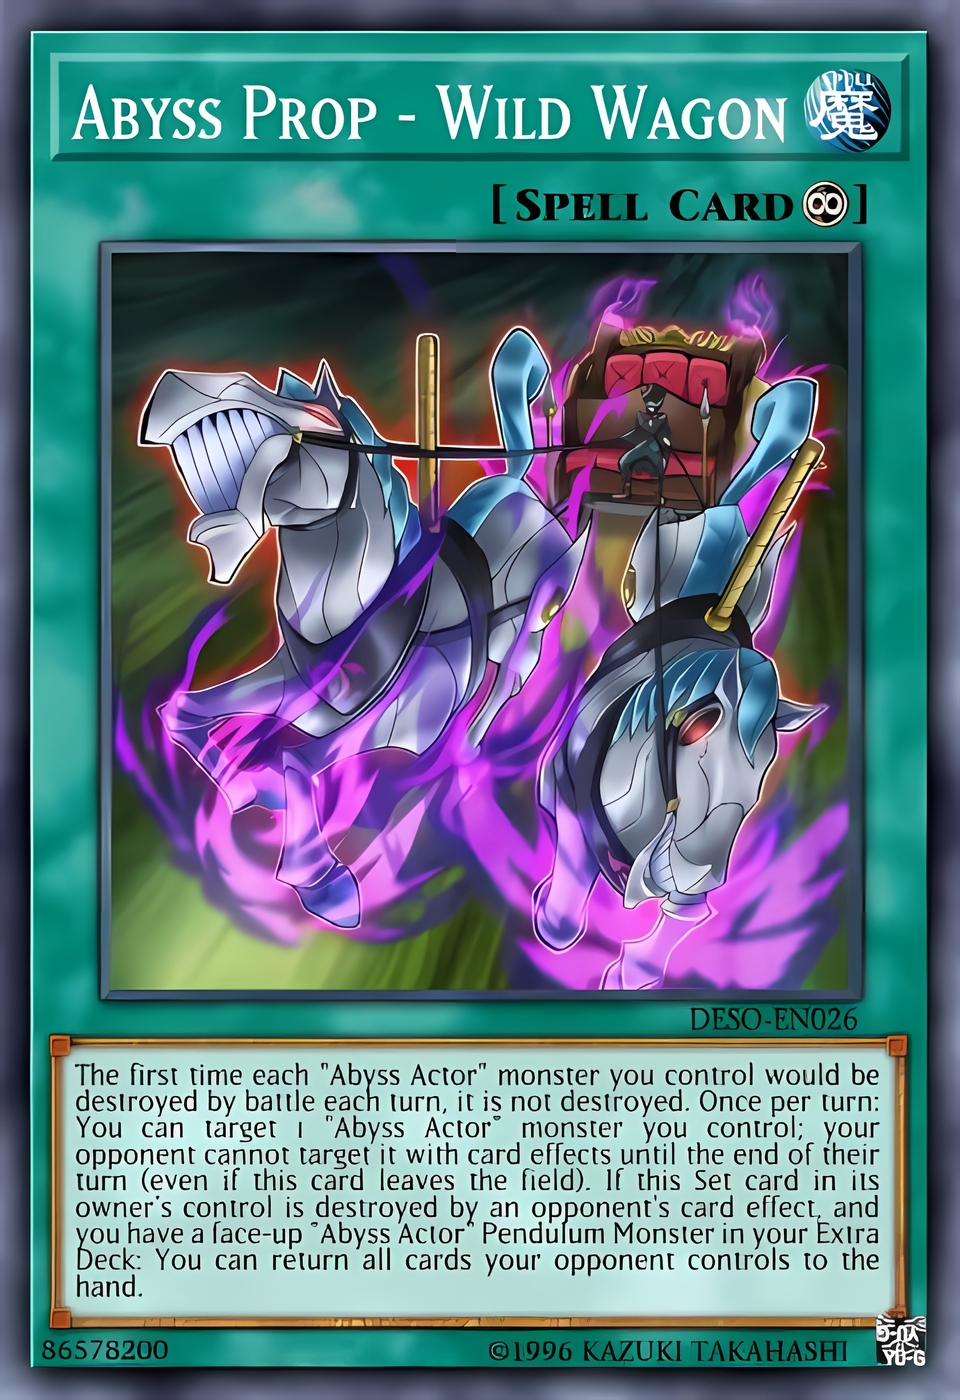 Abyss Prop - Wild Wagon 魔
[Spell Card]
DESO-EN026
The first time each "Abyss Actor" monster you control would be
destroyed by battle each turn, it is not destroyed. Once per turn:
You can target 1 "Abyss Actor" monster you control; your
opponent cannot target it with card effects until the end of their
turn (even if this card leaves the field). If this Set card in its
owner's control is destroyed by an opponent's card effect, and
you have a face-up "Abyss Actor" Pendulum Monster in your Extra
Deck: You can return all cards your opponent controls to the
hand.
86578200 ©1996 KAZUKI TAKAHASHI